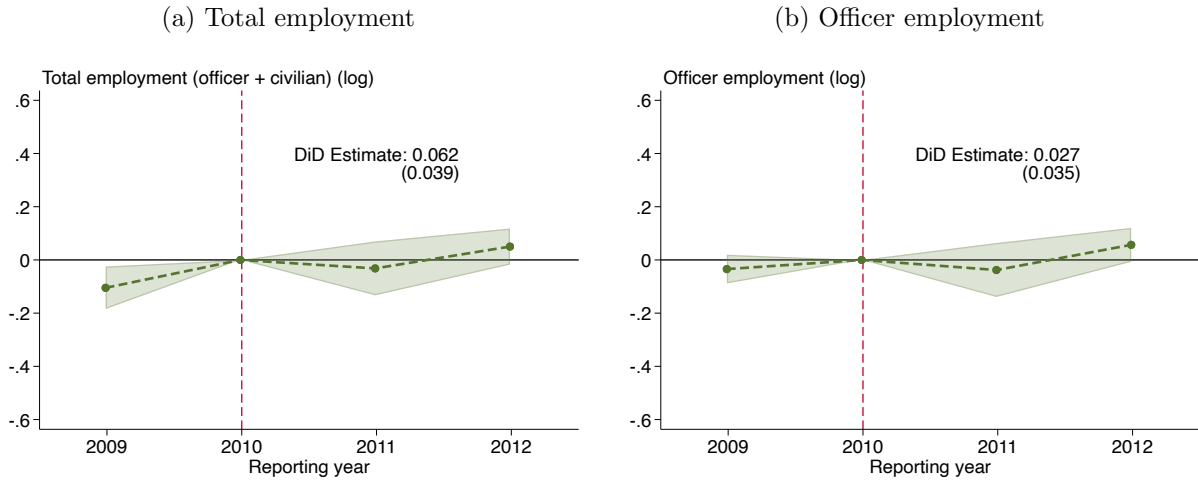 (a) Total employment
Total employment (officer + civilian) (log)
.6
.4
.2
0
-.2
-.4
-.6
DiD Estimate: 0.062
(0.039)
2009 2010 2011 2012
Reporting year
(b) Officer employment
Officer employment (log)
.6
.4
.2
0
-.2
-.4
-.6
DiD Estimate: 0.027
(0.035)
2009 2010 2011 2012
Reporting year